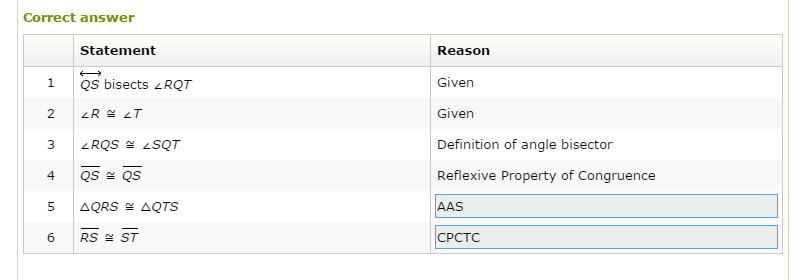 Correct answer
Statement Reason
1 QS bisects ∠RQT Given
2 ∠R ≅ ∠T Given
3 ∠RQS ≅ ∠SQT Definition of angle bisector
4 QS ≅ QS Reflexive Property of Congruence
5 △QRS ≅ △QTS AAS
6 RS ≅ ST CPCTC